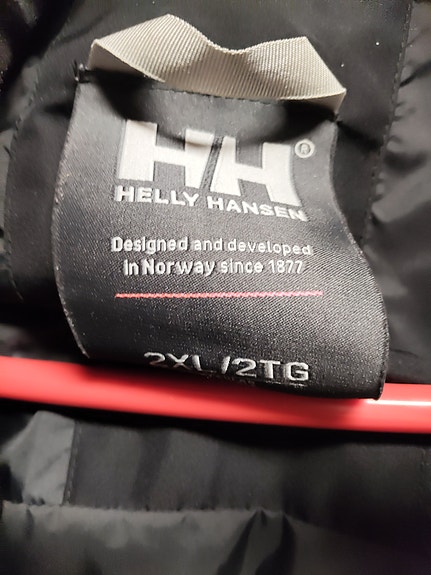 HH®
HELLY HANSEN
Designed and developed
in Norway since 1877
2XL/2TG